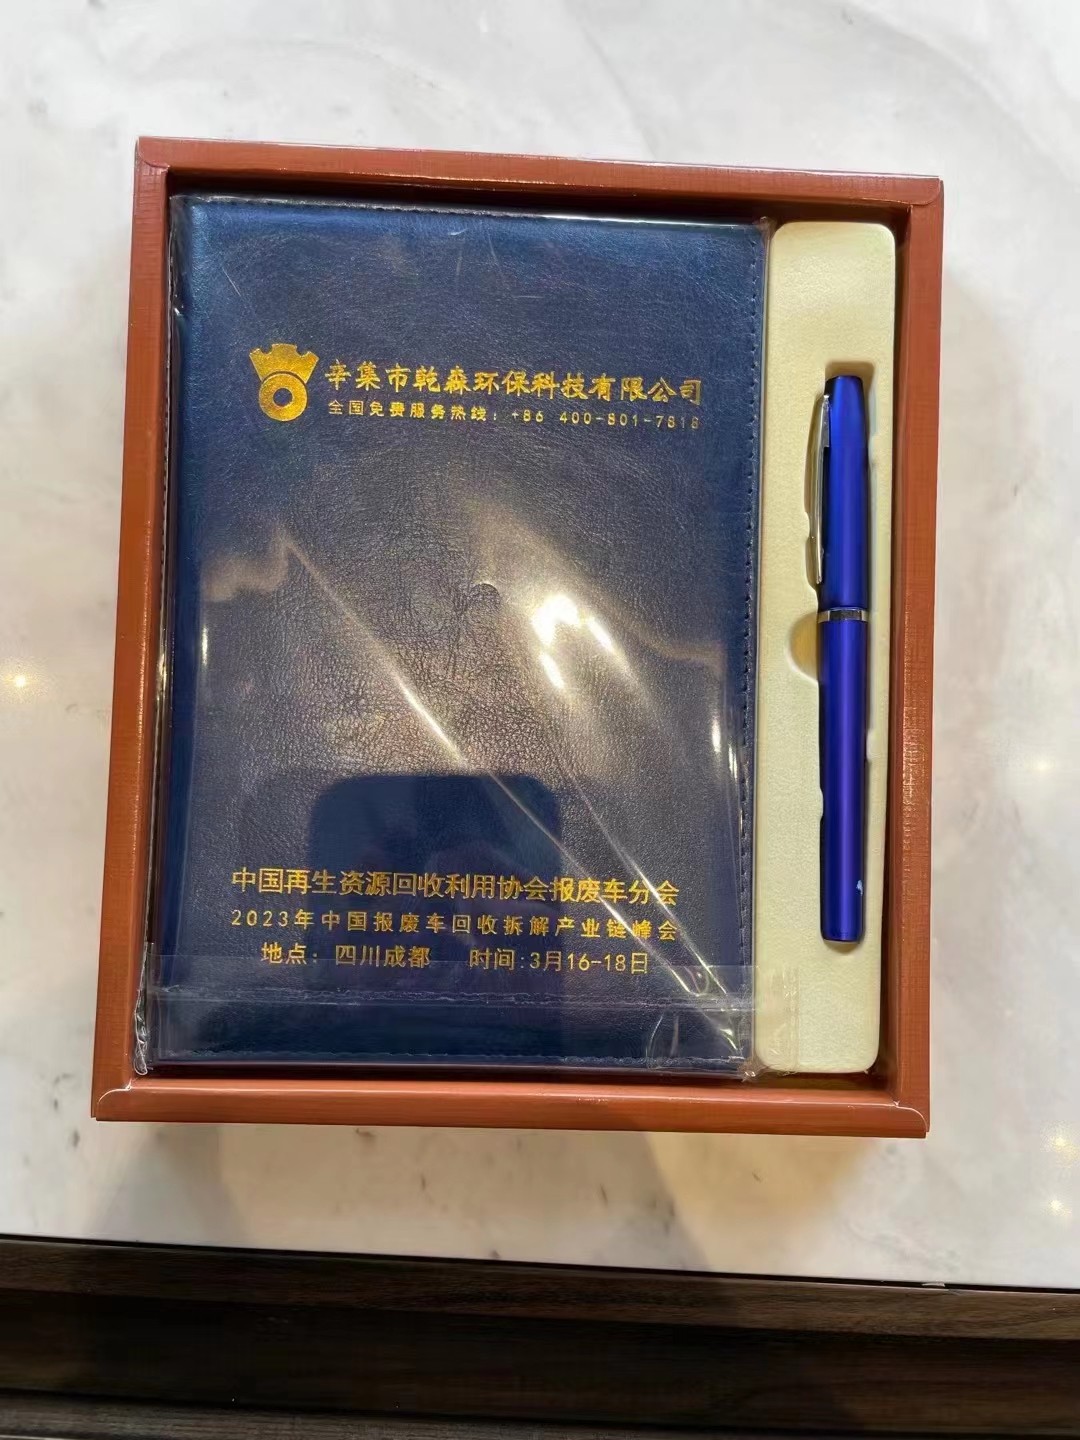 辛集市乾森环保科技有限公司
全国免费服务热线：+86 400-801-7818
中国再生资源回收利用协会报废车分会
2023年中国报废车回收拆解产业链峰会
地点：四川成都 时间:3月16-18日